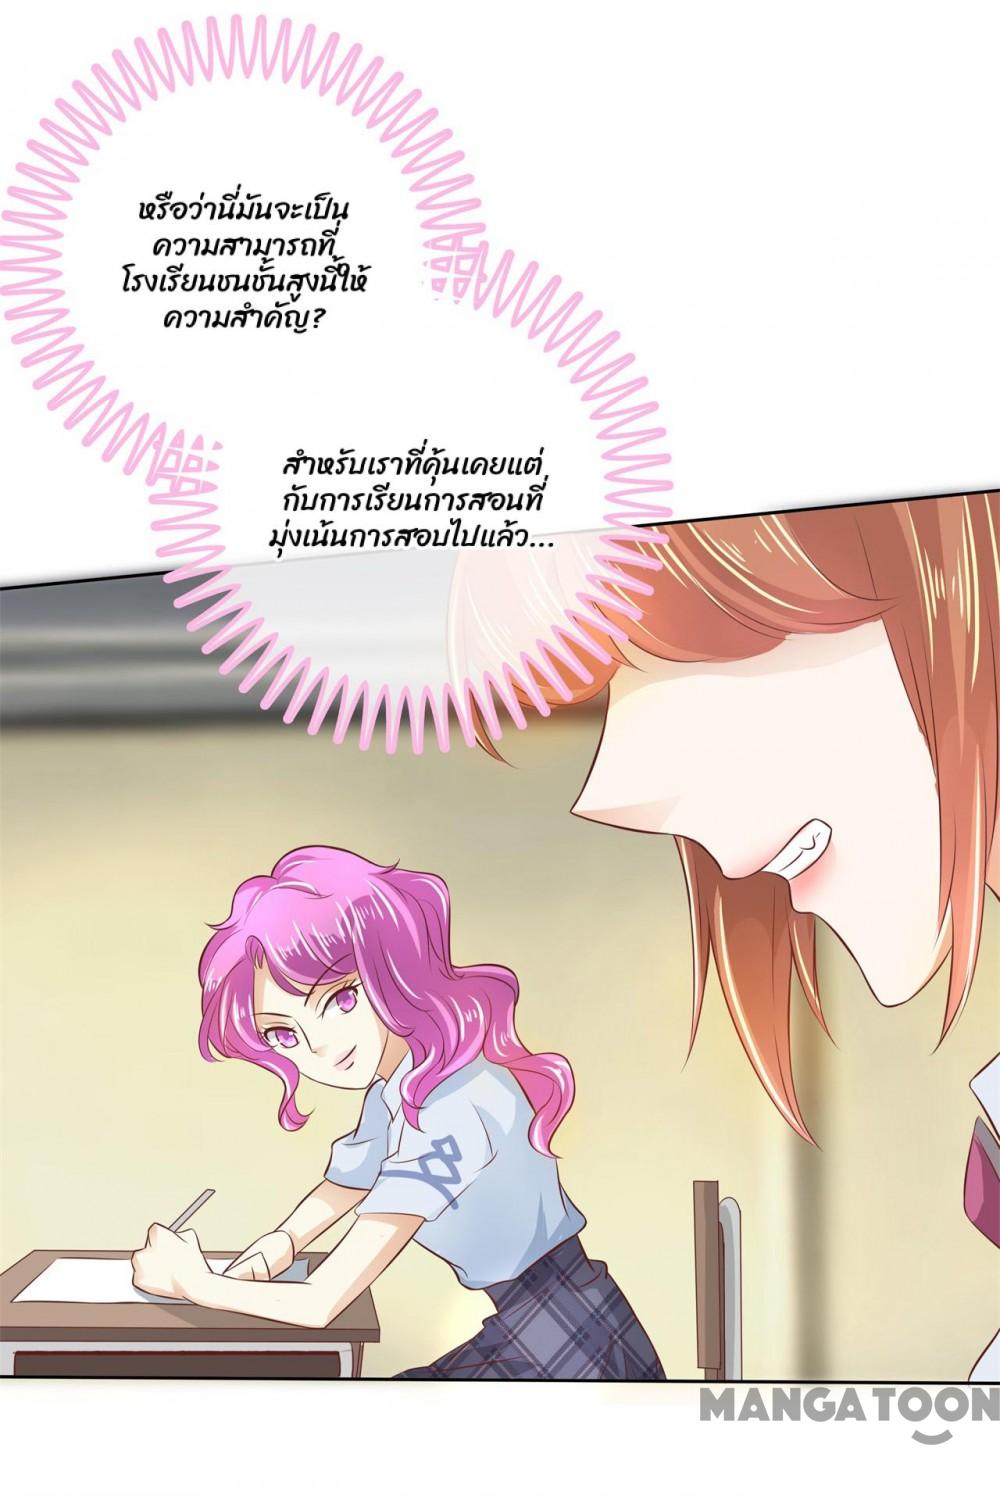 หรือว่านี่มันจะเป็น
ความสามารถที่
โรงเรียนชนชั้นสูงนี้ให้
ความสำคัญ?
สำหรับเราที่คุ้นเคยแต่
กับการเรียนการสอนที่
มุ่งเน้นการสอบไปแล้ว...
MANGATOON